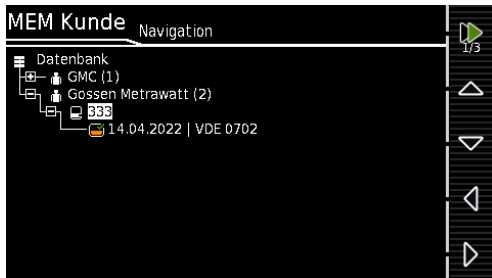 MEM Kunde Navigation
1/3
Datenbank
GMC (1)
Gossen Metrawatt (2)
333
14.04.2022 | VDE 0702